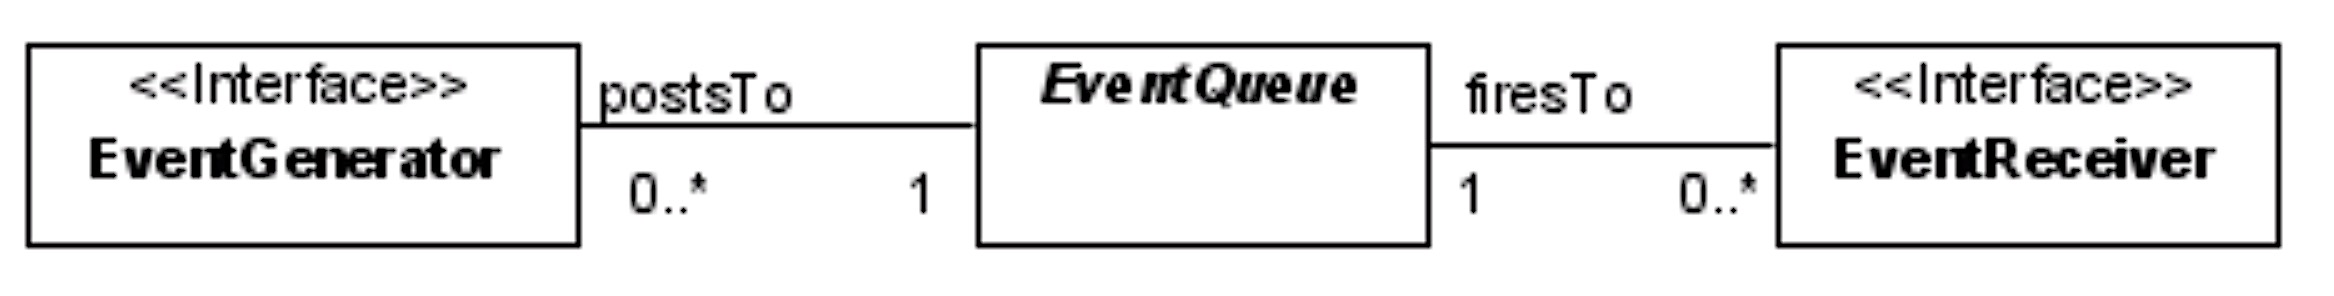 <<Interface>>
EventGenerator
postsTo
0..*
1
EventQueue
firesTo
1
0..*
<<Interface>>
EventReceiver